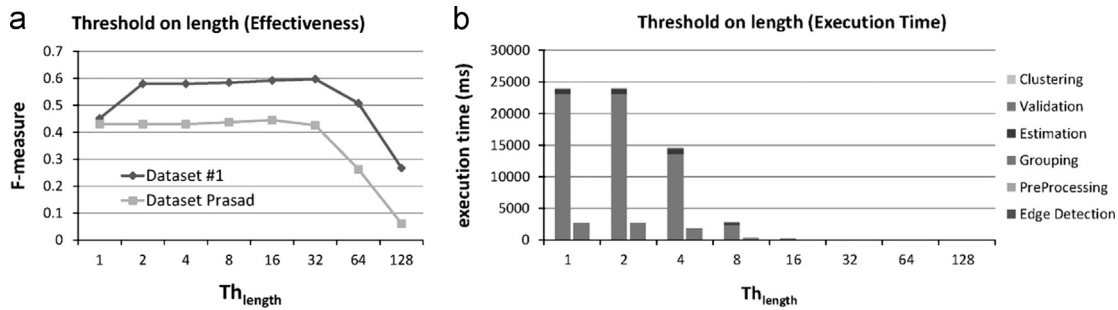 a
Threshold on length (Effectiveness)
F-measure
0.7
0.6
0.5
0.4
0.3
0.2
0.1
0
Dataset #1
Dataset Prasad
1 2 4 8 16 32 64 128
Th_length
b
Threshold on length (Execution Time)
execution time (ms)
30000
25000
20000
15000
10000
5000
0
1 2 4 8 16 32 64 128
Th_length
Clustering
Validation
Estimation
Grouping
PreProcessing
Edge Detection